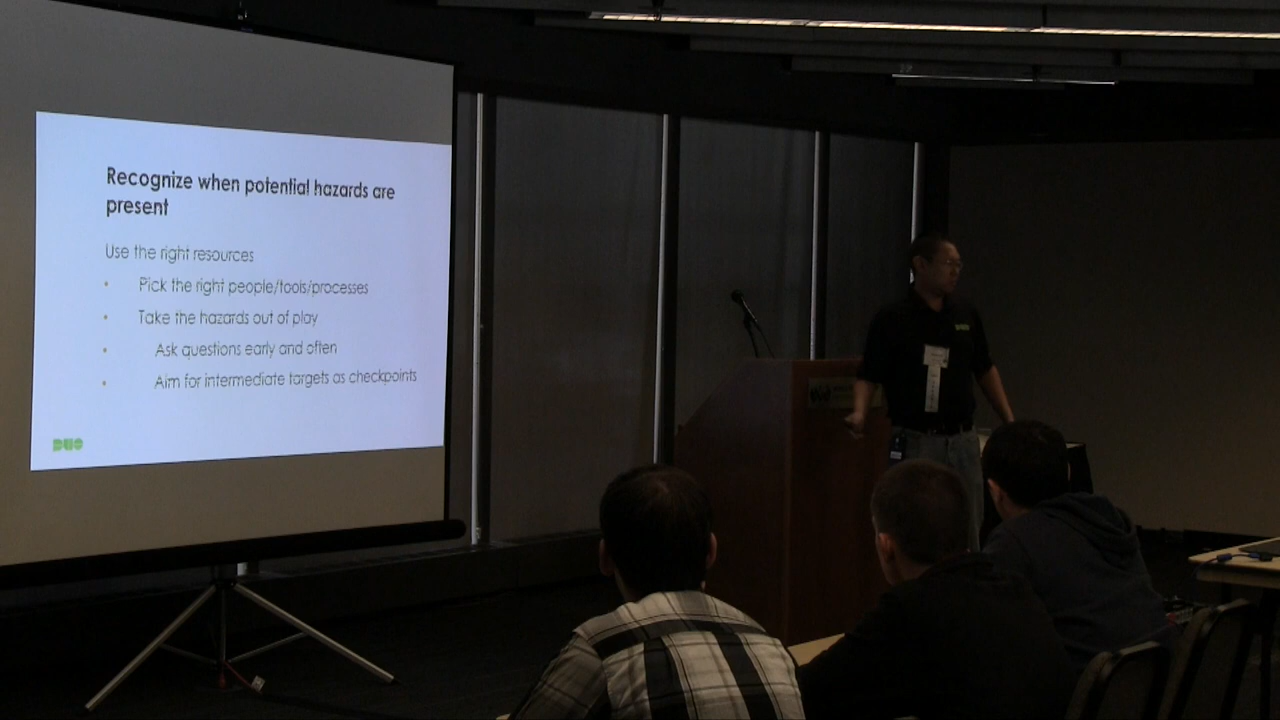 Recognize when potential hazards are
present
Use the right resources
• Pick the right people/tools/processes
• Take the hazards out of play
• Ask questions early and often
• Aim for intermediate targets as checkpoints
DUO
DUO